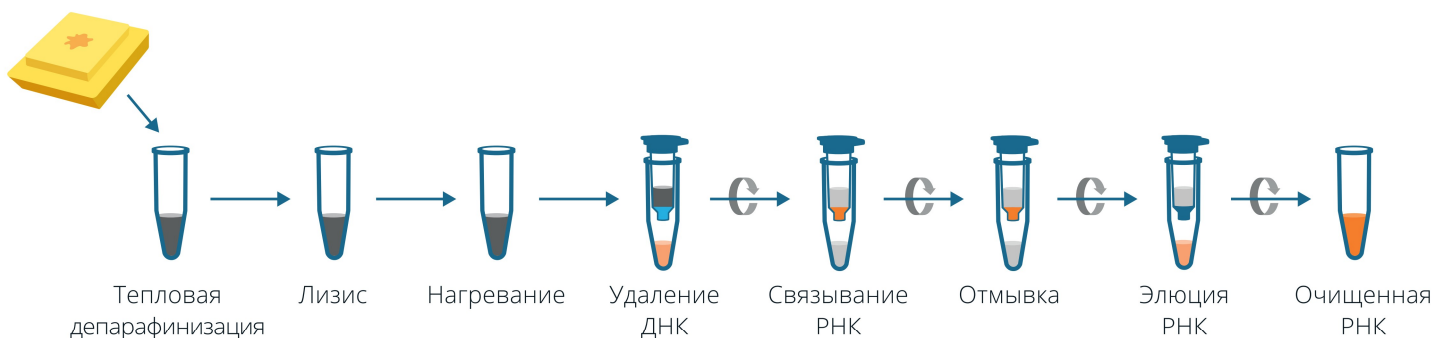 Тепловая
депарафинизация
Лизис
Нагревание
Удаление
ДНК
Связывание
РНК
Отмывка
Элюция
РНК
Очищенная
РНК